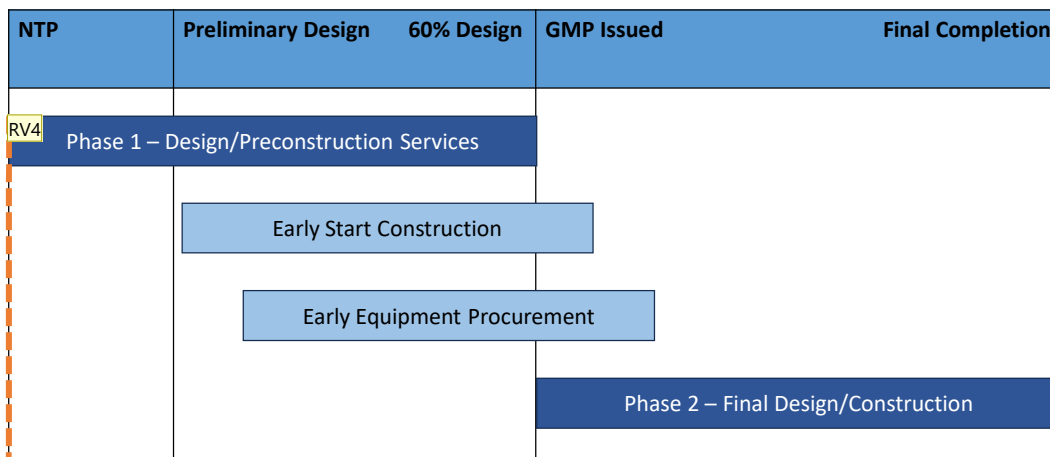 NTP
Preliminary Design
60% Design
GMP Issued
Final Completion
RV4
Phase 1 – Design/Preconstruction Services
Early Start Construction
Early Equipment Procurement
Phase 2 – Final Design/Construction